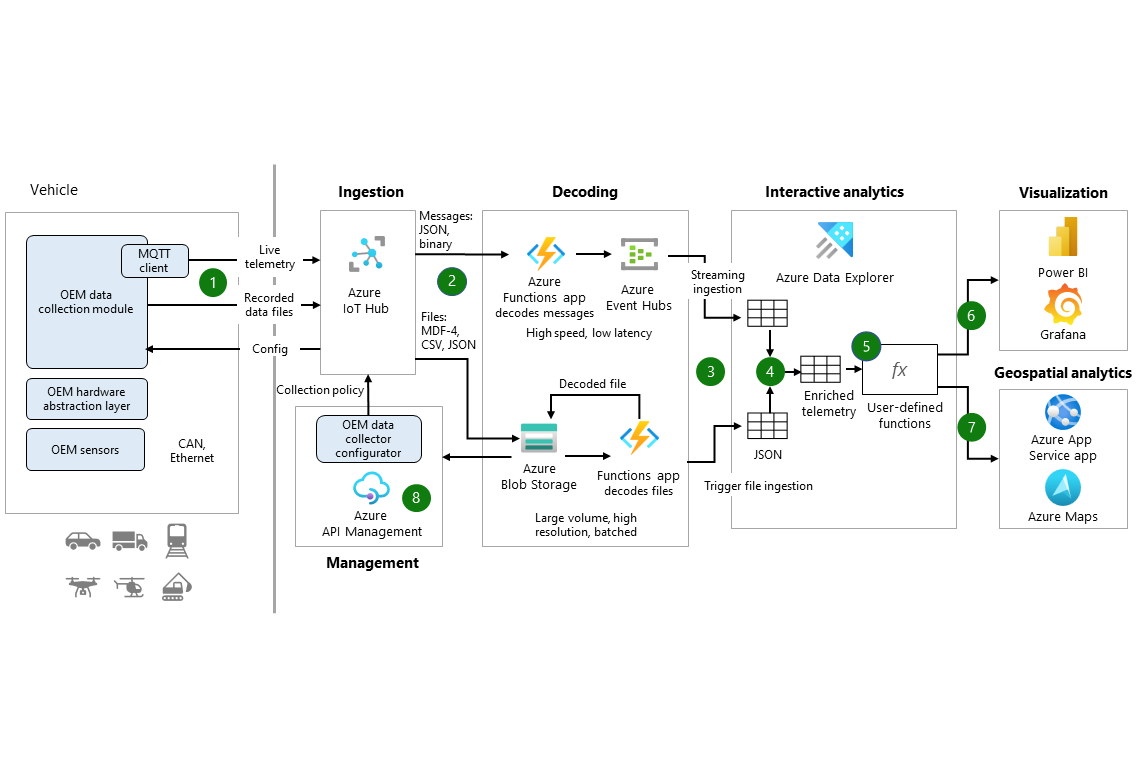 Vehicle
MQTT
client
OEM data
collection module
OEM hardware
abstraction layer
OEM sensors
CAN,
Ethernet
1
Live
telemetry
Recorded
data files
Config
Ingestion
Azure
IoT Hub
Collection policy
OEM data
collector
configurator
Azure
API Management
8
Management
Messages:
JSON,
binary
2
Files:
MDF-4,
CSV, JSON
Decoding
Azure
Functions app
decodes messages
Azure
Event Hubs
High speed, low latency
Decoded file
Azure
Blob Storage
Functions app
decodes files
Large volume, high
resolution, batched
Streaming
ingestion
3
Trigger file ingestion
Interactive analytics
Azure Data Explorer
4
JSON
Enriched
telemetry
5
fx
User-defined
functions
6
7
Visualization
Power BI
Grafana
Geospatial analytics
Azure App
Service app
Azure Maps